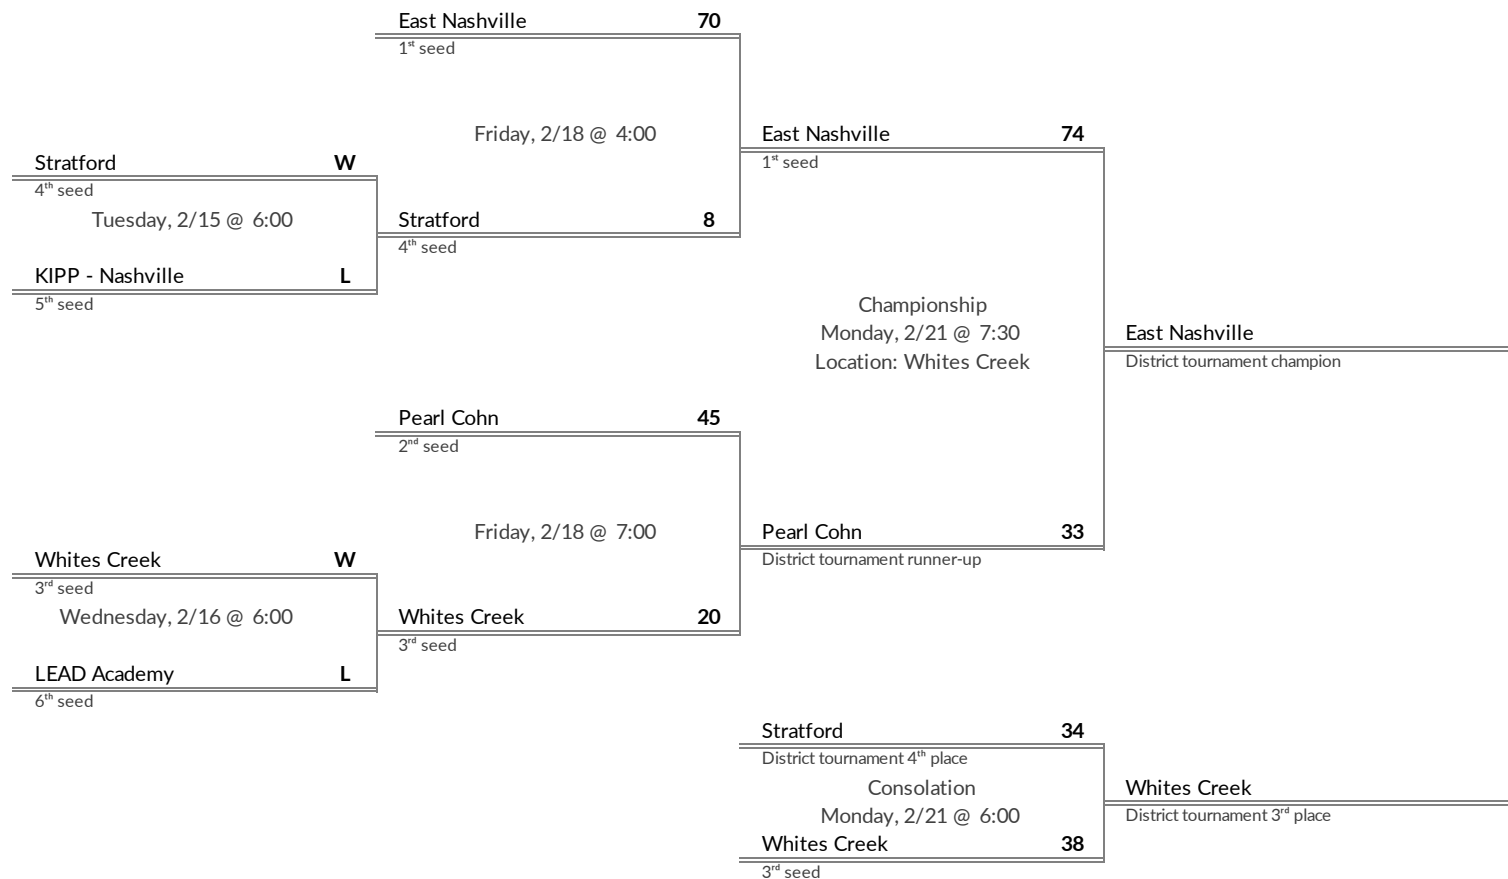 East Nashville 70
1st seed
Friday, 2/18 @ 4:00
East Nashville 74
1st seed
Stratford W
4th seed
Tuesday, 2/15 @ 6:00
Stratford 8
4th seed
KIPP - Nashville L
5th seed
Championship
Monday, 2/21 @ 7:30
Location: Whites Creek
East Nashville
District tournament champion
Pearl Cohn 45
2nd seed
Friday, 2/18 @ 7:00
Pearl Cohn 33
District tournament runner-up
Whites Creek W
3rd seed
Wednesday, 2/16 @ 6:00
Whites Creek 20
3rd seed
LEAD Academy L
6th seed
Stratford 34
District tournament 4th place
Consolation
Monday, 2/21 @ 6:00
Whites Creek
District tournament 3rd place
Whites Creek 38
3rd seed